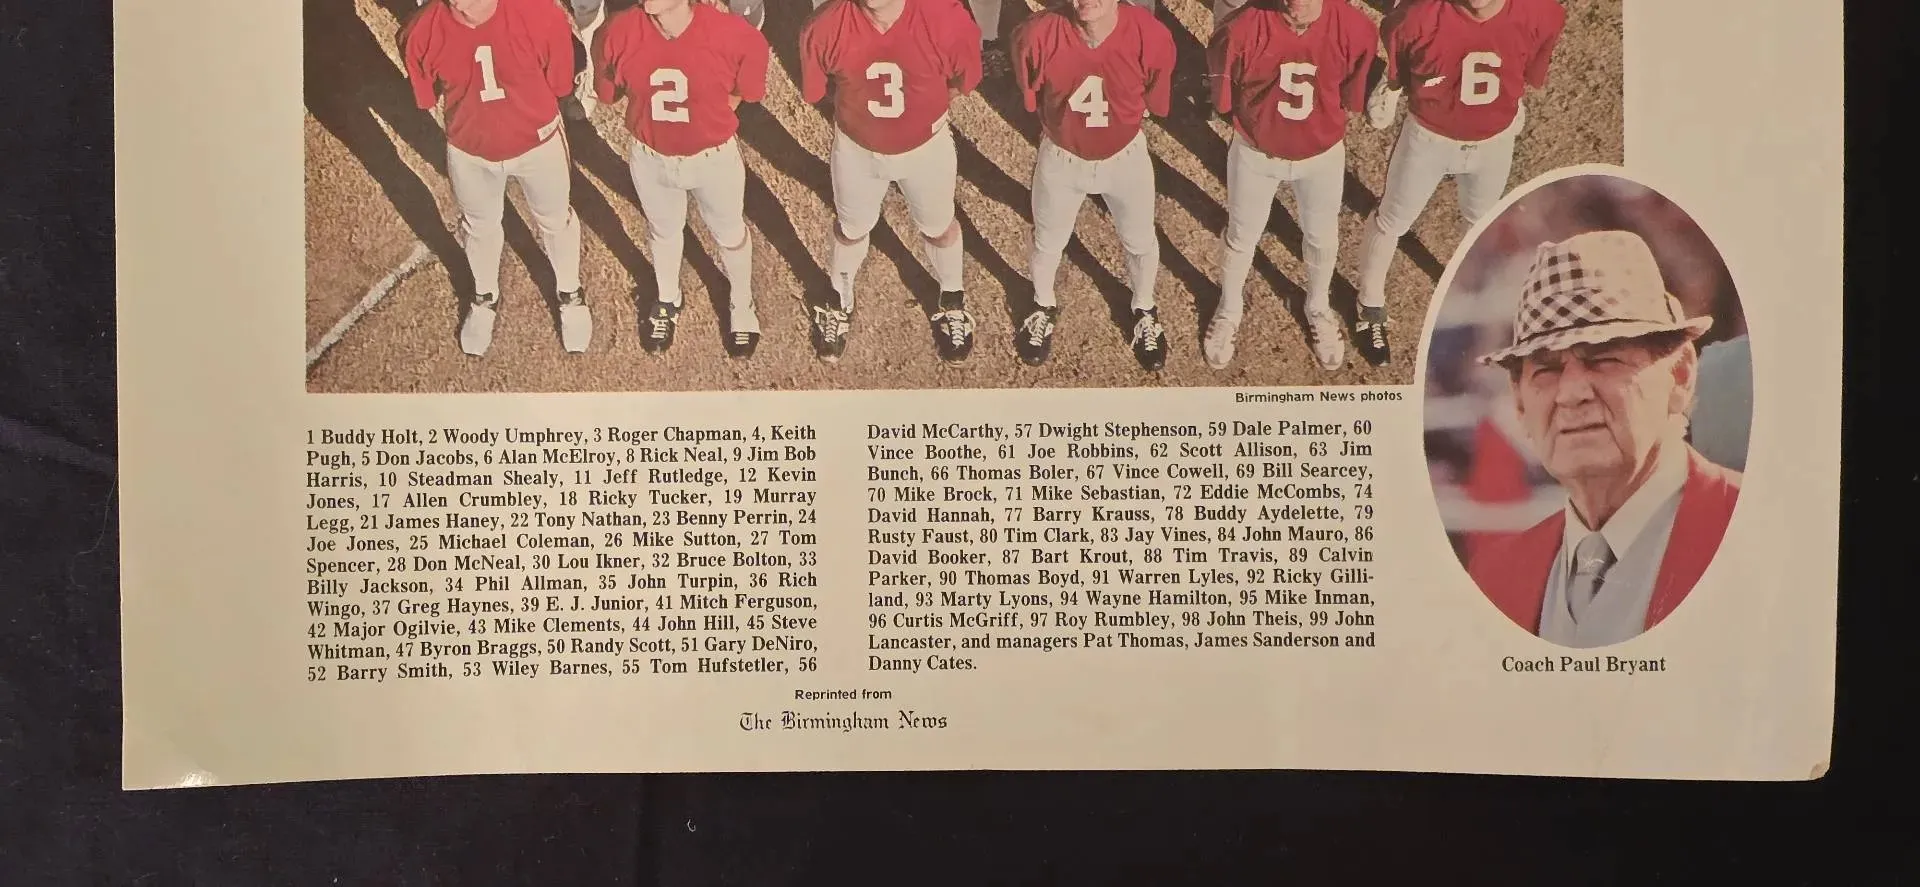 1
2
3
4
5
6
Birmingham News photos
1 Buddy Holt, 2 Woody Umphrey, 3 Roger Chapman, 4, Keith
Pugh, 5 Don Jacobs, 6 Alan McElroy, 8 Rick Neal, 9 Jim Bob
Harris, 10 Steadman Shealy, 11 Jeff Rutledge, 12 Kevin
Jones, 17 Allen Crumbley, 18 Ricky Tucker, 19 Murray
Legg, 21 James Haney, 22 Tony Nathan, 23 Benny Perrin, 24
Joe Jones, 25 Michael Coleman, 26 Mike Sutton, 27 Tom
Spencer, 28 Don McNeal, 30 Lou Ikner, 32 Bruce Bolton, 33
Billy Jackson, 34 Phil Allman, 35 John Turpin, 36 Rich
Wingo, 37 Greg Haynes, 39 E. J. Junior, 41 Mitch Ferguson,
42 Major Ogilvie, 43 Mike Clements, 44 John Hill, 45 Steve
Whitman, 47 Byron Braggs, 50 Randy Scott, 51 Gary DeNiro,
52 Barry Smith, 53 Wiley Barnes, 55 Tom Hufstetler, 56
David McCarthy, 57 Dwight Stephenson, 59 Dale Palmer, 60
Vince Boothe, 61 Joe Robbins, 62 Scott Allison, 63 Jim
Bunch, 66 Thomas Boler, 67 Vince Cowell, 69 Bill Searcey,
70 Mike Brock, 71 Mike Sebastian, 72 Eddie McCombs, 74
David Hannah, 77 Barry Krauss, 78 Buddy Aydelette, 79
Rusty Faust, 80 Tim Clark, 83 Jay Vines, 84 John Mauro, 86
David Booker, 87 Bart Krout, 88 Tim Travis, 89 Calvin
Parker, 90 Thomas Boyd, 91 Warren Lyles, 92 Ricky Gilli-
land, 93 Marty Lyons, 94 Wayne Hamilton, 95 Mike Inman,
96 Curtis McGriff, 97 Roy Rumbley, 98 John Theis, 99 John
Lancaster, and managers Pat Thomas, James Sanderson and
Danny Cates.
Coach Paul Bryant
Reprinted from
The Birmingham News